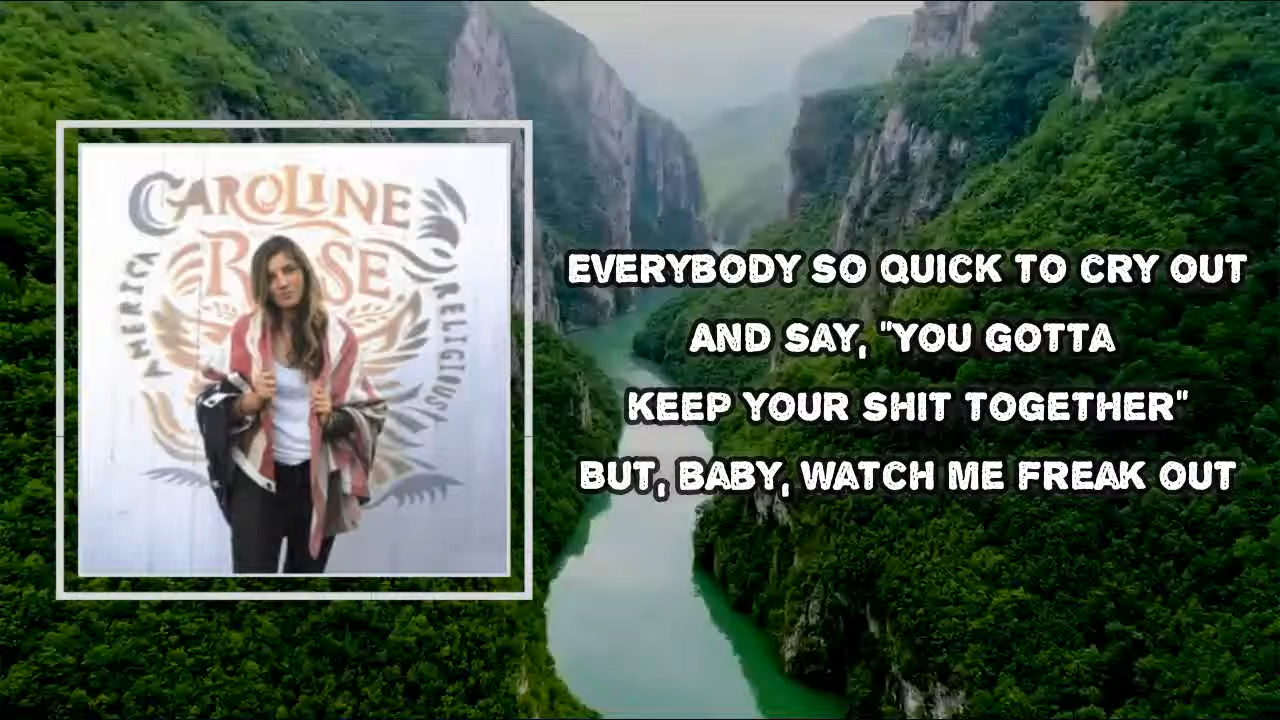 CAROLINE
ROSE
AMERICA
RELIGIOUS
EVERYBODY SO QUICK TO CRY OUT
AND SAY, "YOU GOTTA
KEEP YOUR SHIT TOGETHER"
BUT, BABY, WATCH ME FREAK OUT